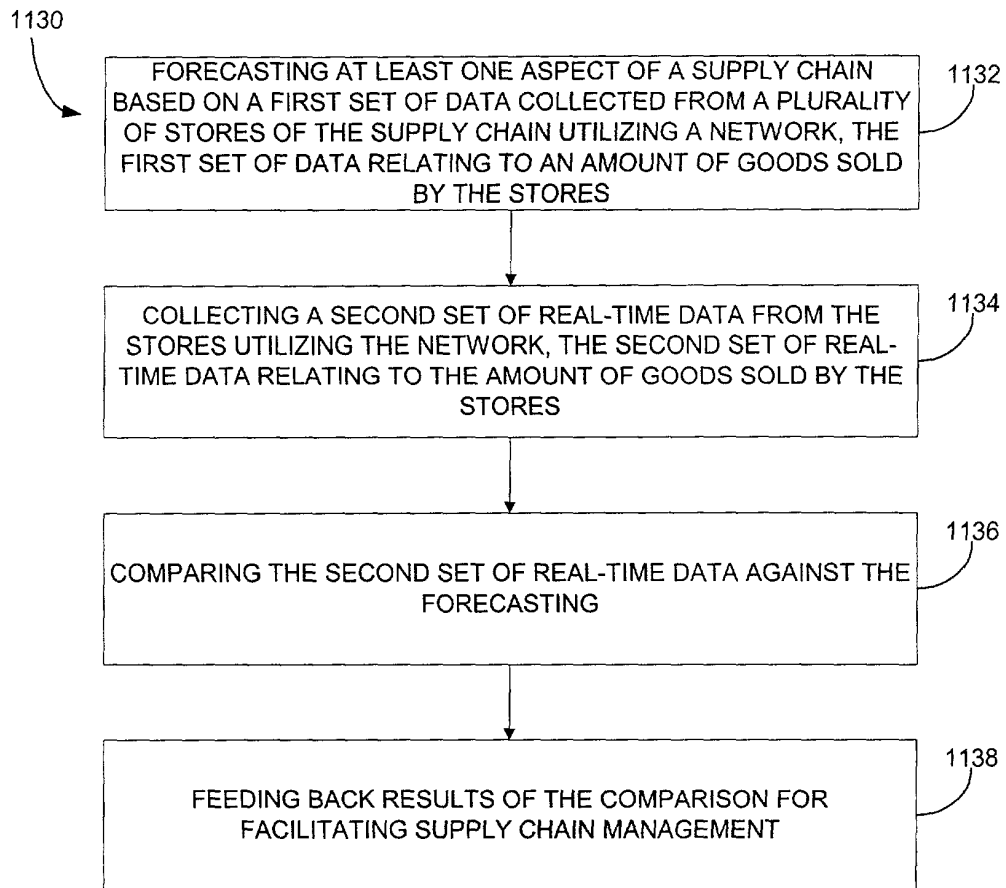 1130
FORECASTING AT LEAST ONE ASPECT OF A SUPPLY CHAIN
BASED ON A FIRST SET OF DATA COLLECTED FROM A PLURALITY
OF STORES OF THE SUPPLY CHAIN UTILIZING A NETWORK, THE
FIRST SET OF DATA RELATING TO AN AMOUNT OF GOODS SOLD
BY THE STORES
1132
COLLECTING A SECOND SET OF REAL-TIME DATA FROM THE
STORES UTILIZING THE NETWORK, THE SECOND SET OF REAL-
TIME DATA RELATING TO THE AMOUNT OF GOODS SOLD BY THE
STORES
1134
COMPARING THE SECOND SET OF REAL-TIME DATA AGAINST THE
FORECASTING
1136
FEEDING BACK RESULTS OF THE COMPARISON FOR
FACILITATING SUPPLY CHAIN MANAGEMENT
1138